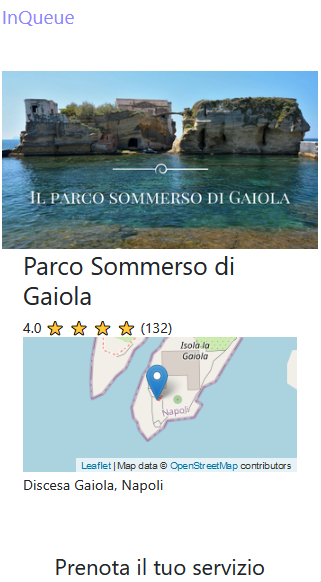 InQueue
IL PARCO SOMMERSO DI GAIOLA
Parco Sommerso di
Gaiola
4.0 (132)
Isola la
Gaiola
Napoli
Leaflet | Map data © OpenStreetMap contributors
Discesa Gaiola, Napoli
Prenota il tuo servizio